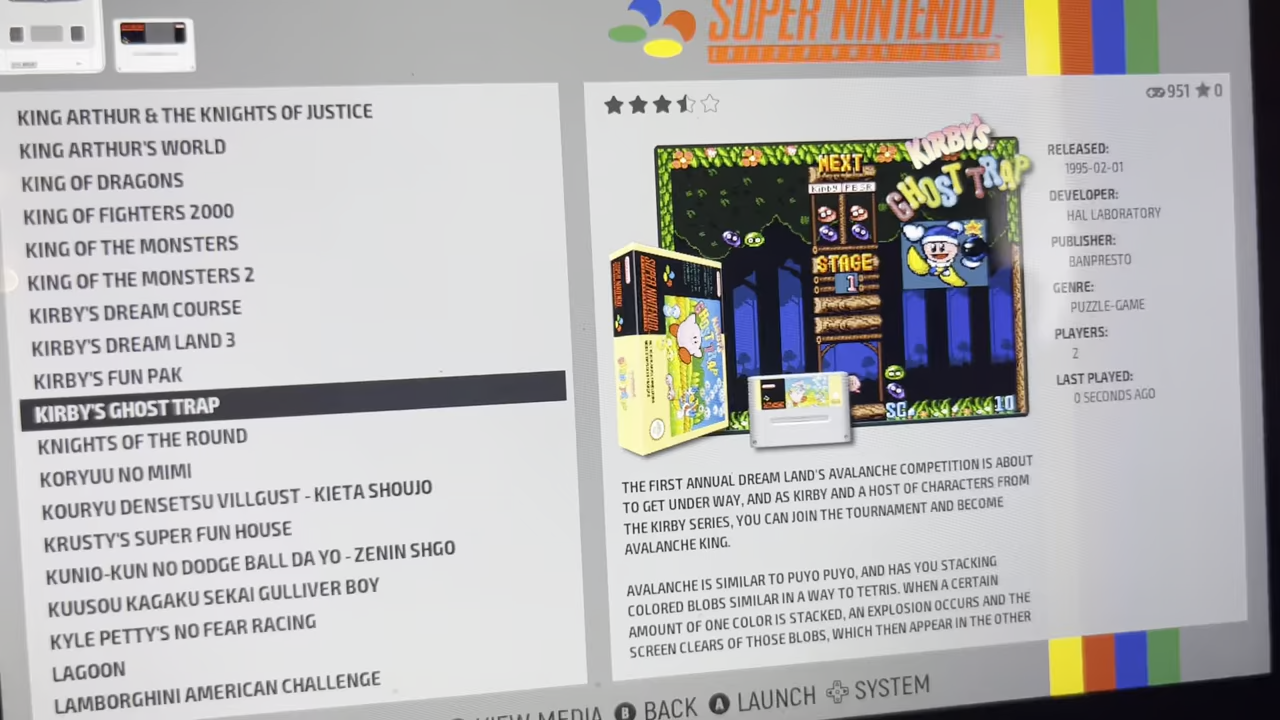 SUPER NINTENDO
KING ARTHUR & THE KNIGHTS OF JUSTICE
KING ARTHUR'S WORLD
KING OF DRAGONS
KING OF FIGHTERS 2000
KING OF THE MONSTERS
KING OF THE MONSTERS 2
KIRBY'S DREAM COURSE
KIRBY'S DREAM LAND 3
KIRBY'S FUN PAK
KIRBY'S GHOST TRAP
KNIGHTS OF THE ROUND
KORYUU NO MIMI
KOURYU DENSETSU VILLGUST - KIETA SHOUJO
KRUSTY'S SUPER FUN HOUSE
KUNIO-KUN NO DODGE BALL DA YO - ZENIN SHGO
KUUSOU KAGAKU SEKAI GULLIVER BOY
KYLE PETTY'S NO FEAR RACING
LAGOON
LAMBORGHINI AMERICAN CHALLENGE
951 0
KIRBY'S
GHOST TRAP
NEXT
Kirby
STAGE
1
SUPER NINTENDO
SC.
10
RELEASED:
1995-02-01
DEVELOPER:
HAL LABORATORY
PUBLISHER:
BANPRESTO
GENRE:
PUZZLE-GAME
PLAYERS:
2
LAST PLAYED:
0 SECONDS AGO
THE FIRST ANNUAL DREAM LAND'S AVALANCHE COMPETITION IS ABOUT
TO GET UNDER WAY, AND AS KIRBY AND A HOST OF CHARACTERS FROM
THE KIRBY SERIES, YOU CAN JOIN THE TOURNAMENT AND BECOME
AVALANCHE KING.
AVALANCHE IS SIMILAR TO PUYO PUYO, AND HAS YOU STACKING
COLORED BLOBS SIMILAR IN A WAY TO TETRIS. WHEN A CERTAIN
AMOUNT OF ONE COLOR IS STACKED, AN EXPLOSION OCCURS AND THE
SCREEN CLEARS OF THOSE BLOBS, WHICH THEN APPEAR IN THE OTHER
VIEW MEDIA B BACK A LAUNCH SYSTEM